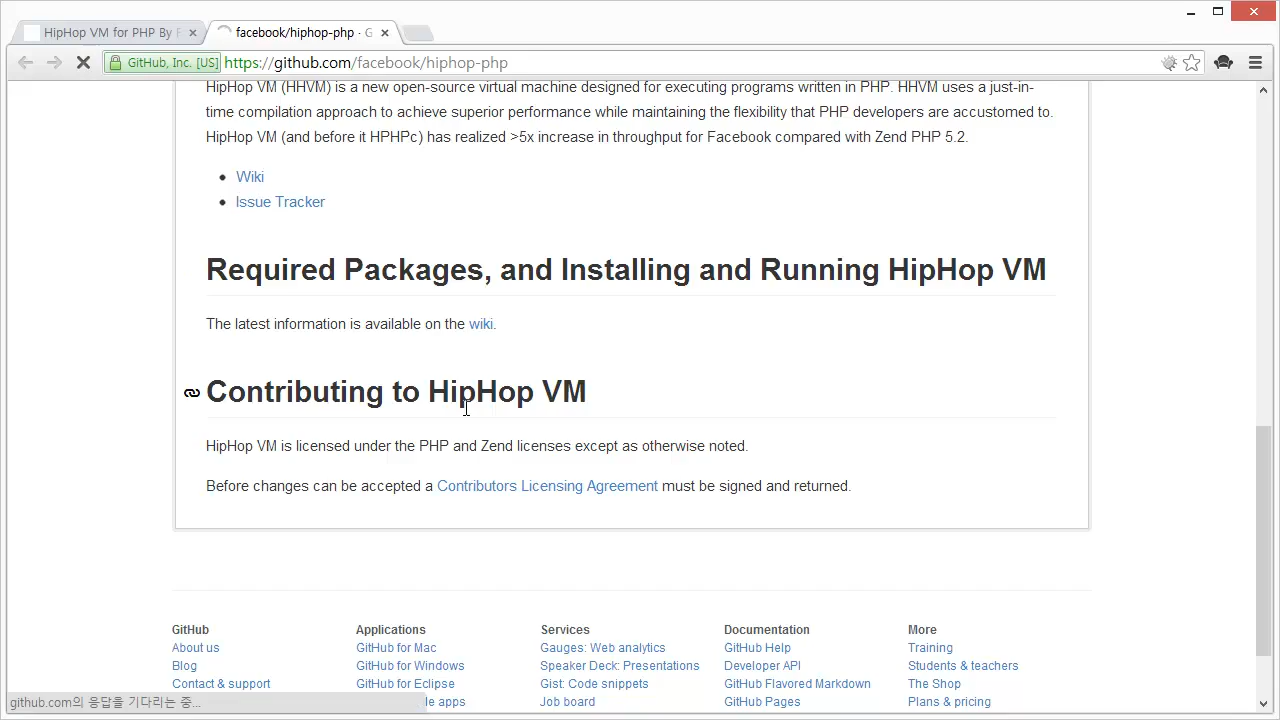 HipHop VM for PHP By
facebook/hiphop-php · G
GitHub, Inc. [US] https://github.com/facebook/hiphop-php
HipHop VM (HHVM) is a new open-source virtual machine designed for executing programs written in PHP. HHVM uses a just-in-
time compilation approach to achieve superior performance while maintaining the flexibility that PHP developers are accustomed to.
HipHop VM (and before it HPHPc) has realized >5x increase in throughput for Facebook compared with Zend PHP 5.2.
• Wiki
• Issue Tracker
Required Packages, and Installing and Running HipHop VM
The latest information is available on the wiki.
Contributing to HipHop VM
HipHop VM is licensed under the PHP and Zend licenses except as otherwise noted.
Before changes can be accepted a Contributors Licensing Agreement must be signed and returned.
GitHub Applications Services Documentation More
About us GitHub for Mac Gauges: Web analytics GitHub Help Training
Blog GitHub for Windows Speaker Deck: Presentations Developer API Students & teachers
Contact & support GitHub for Eclipse Gist: Code snippets GitHub Flavored Markdown The Shop
github.com의 응답을 기다리는 중... le apps Job board GitHub Pages Plans & pricing